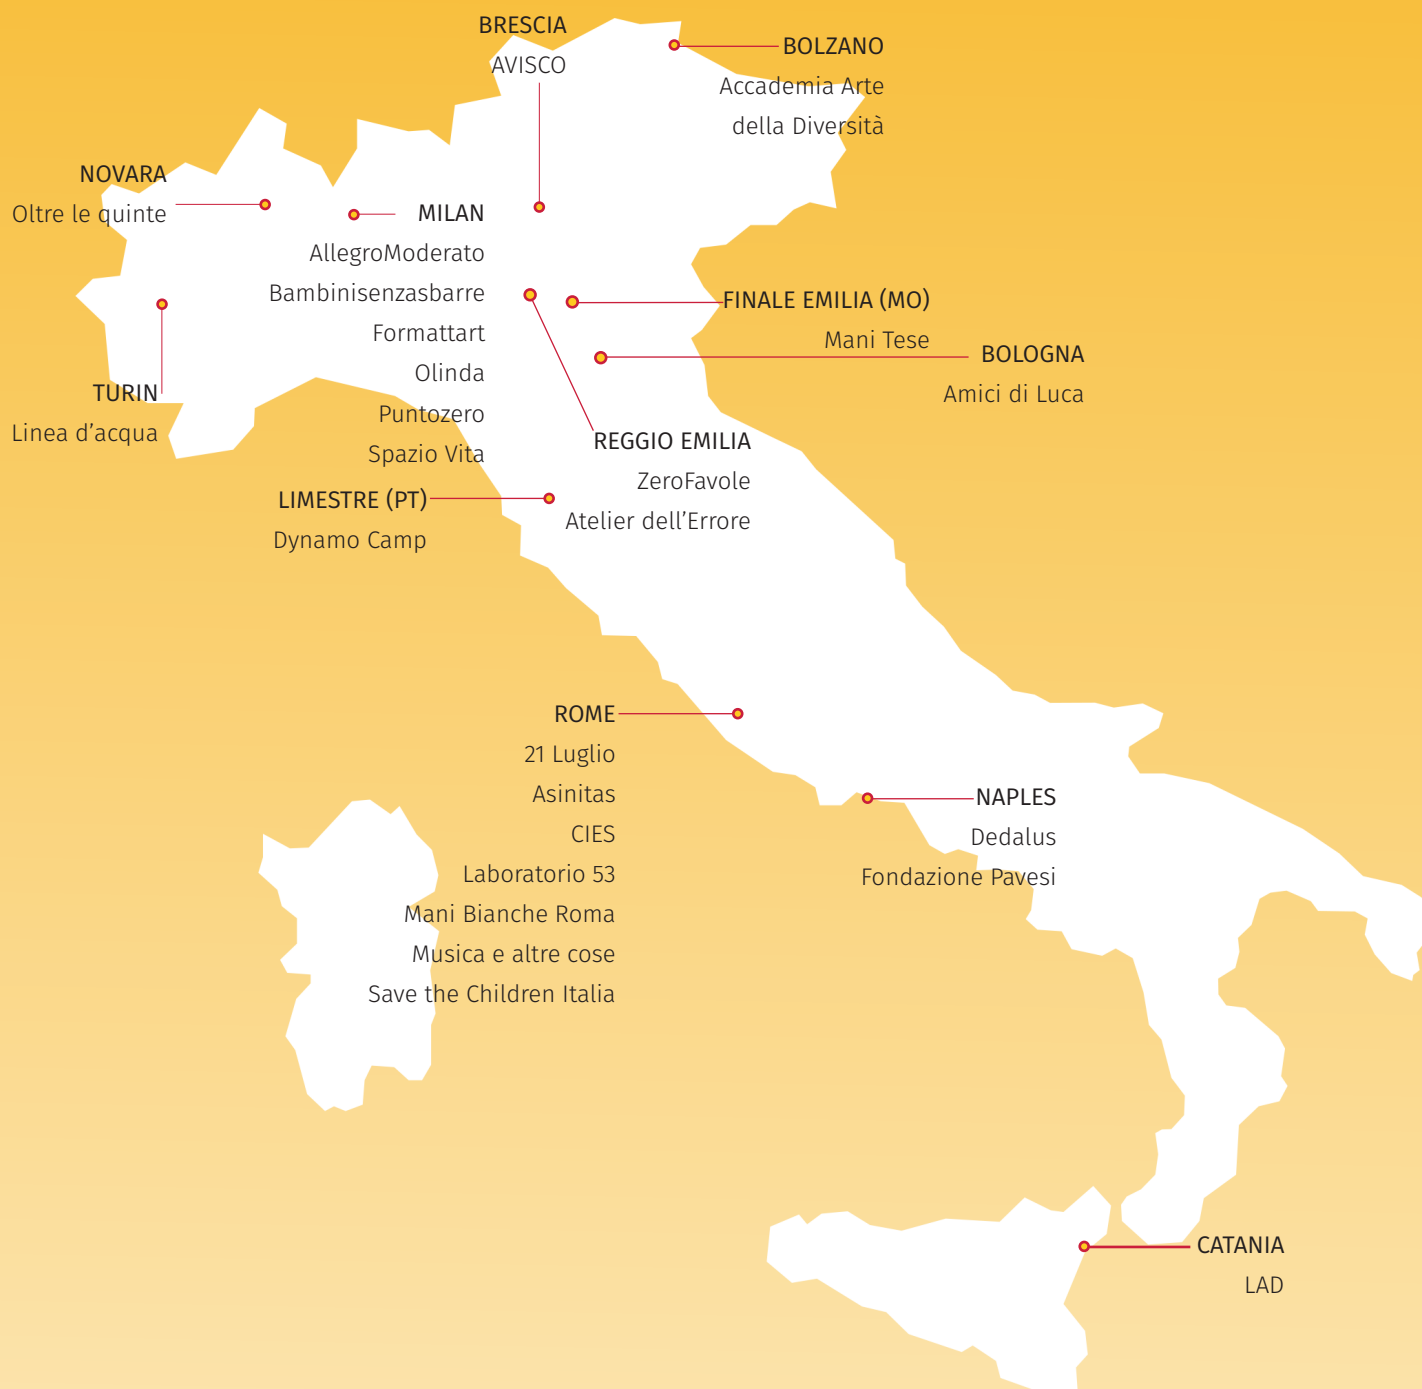 BRESCIA
AVISCO
BOLZANO
Accademia Arte
della Diversità
NOVARA
Oltre le quinte
MILAN
AllegroModerato
Bambinisenzasbarre
Formattart
Olinda
Puntozero
Spazio Vita
FINALE EMILIA (MO)
Mani Tese
BOLOGNA
Amici di Luca
TURIN
Linea d’acqua
REGGIO EMILIA
ZeroFavole
Atelier dell’Errore
LIMESTRE (PT)
Dynamo Camp
ROME
21 Luglio
Asinitas
CIES
Laboratorio 53
Mani Bianche Roma
Musica e altre cose
Save the Children Italia
NAPLES
Dedalus
Fondazione Pavesi
CATANIA
LAD